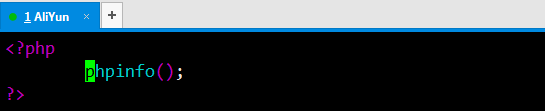 1 AliYun × +
<?php
phpinfo();
?>